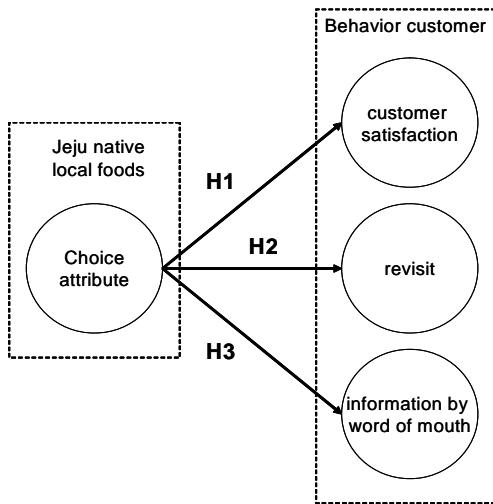 Behavior customer
customer
satisfaction
Jeju native
local foods
H1
Choice
attribute
H2
revisit
H3
information by
word of mouth